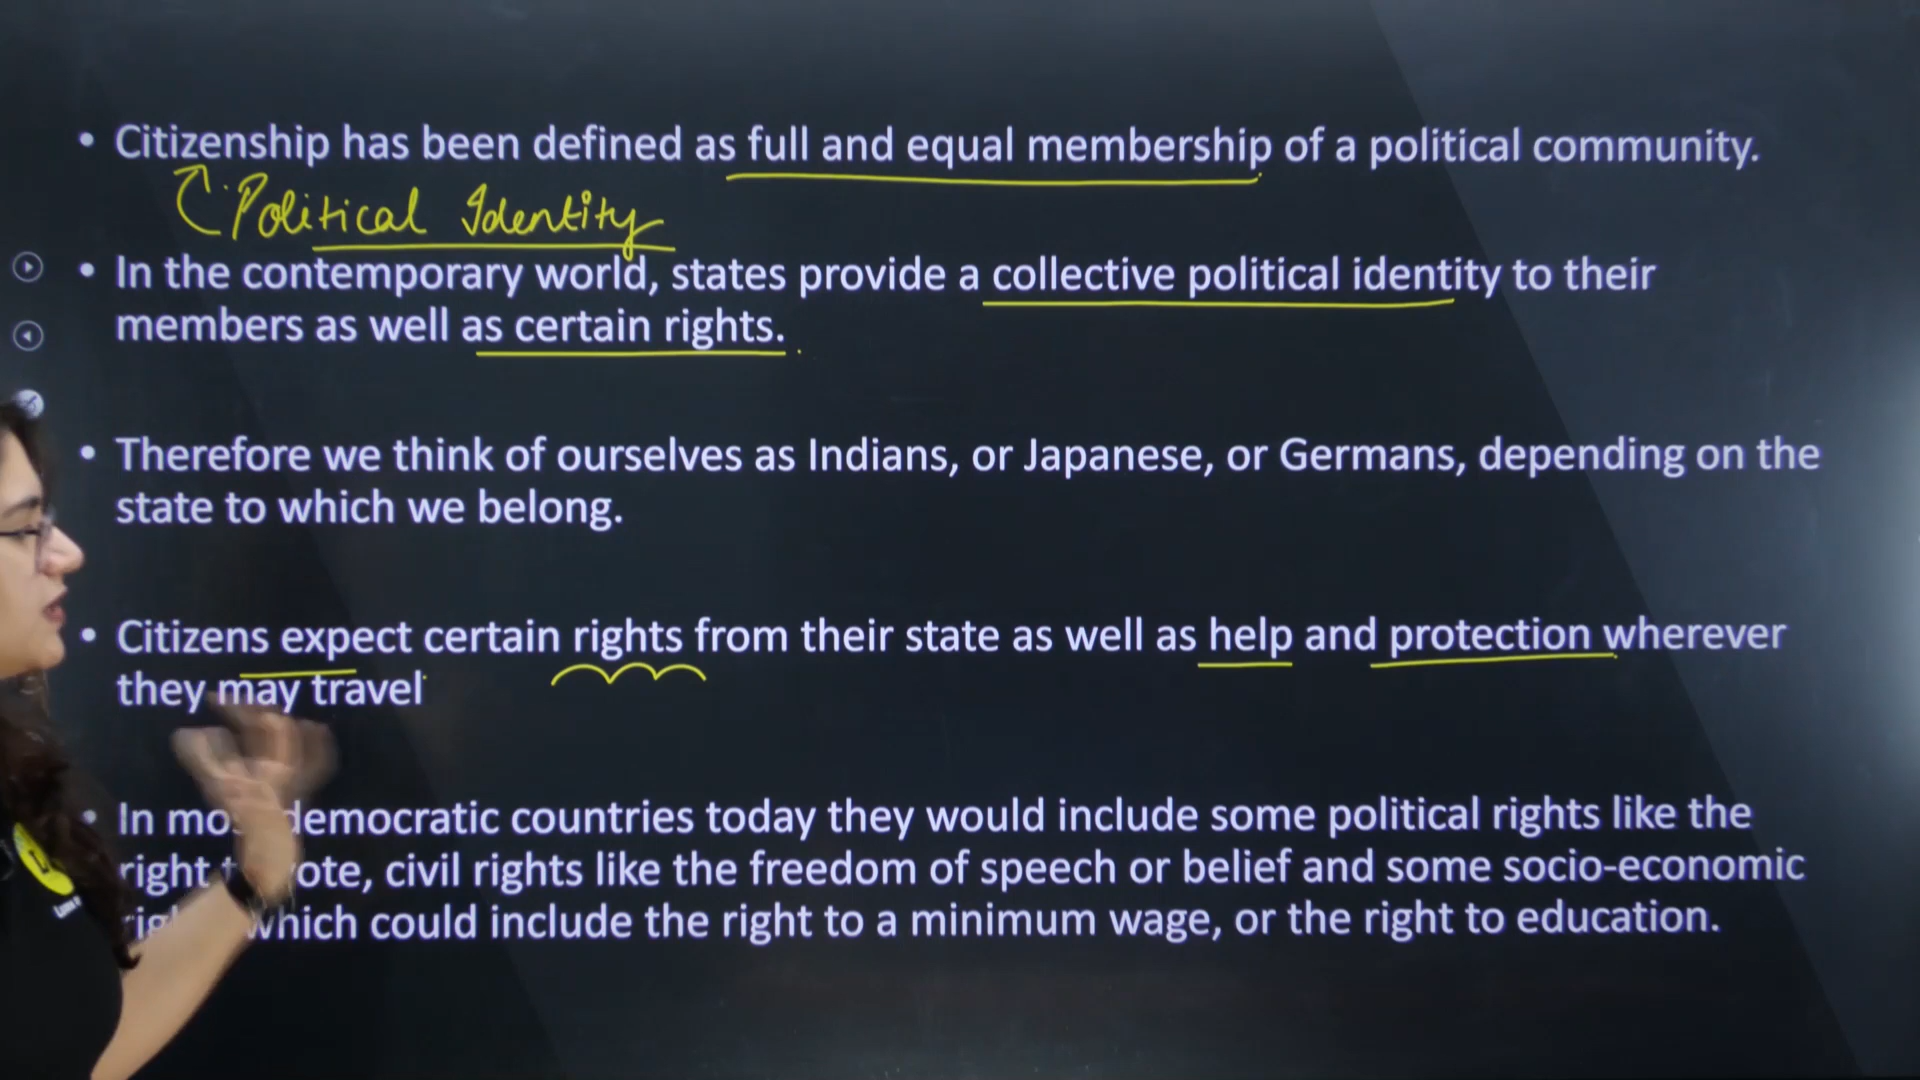 • Citizenship has been defined as full and equal membership of a political community.
Political Identity
• In the contemporary world, states provide a collective political identity to their
members as well as certain rights.
• Therefore we think of ourselves as Indians, or Japanese, or Germans, depending on the
state to which we belong.
• Citizens expect certain rights from their state as well as help and protection wherever
they may travel
• In democratic countries today they would include some political rights like the
right ote, civil rights like the freedom of speech or belief and some socio-economic
which could include the right to a minimum wage, or the right to education.